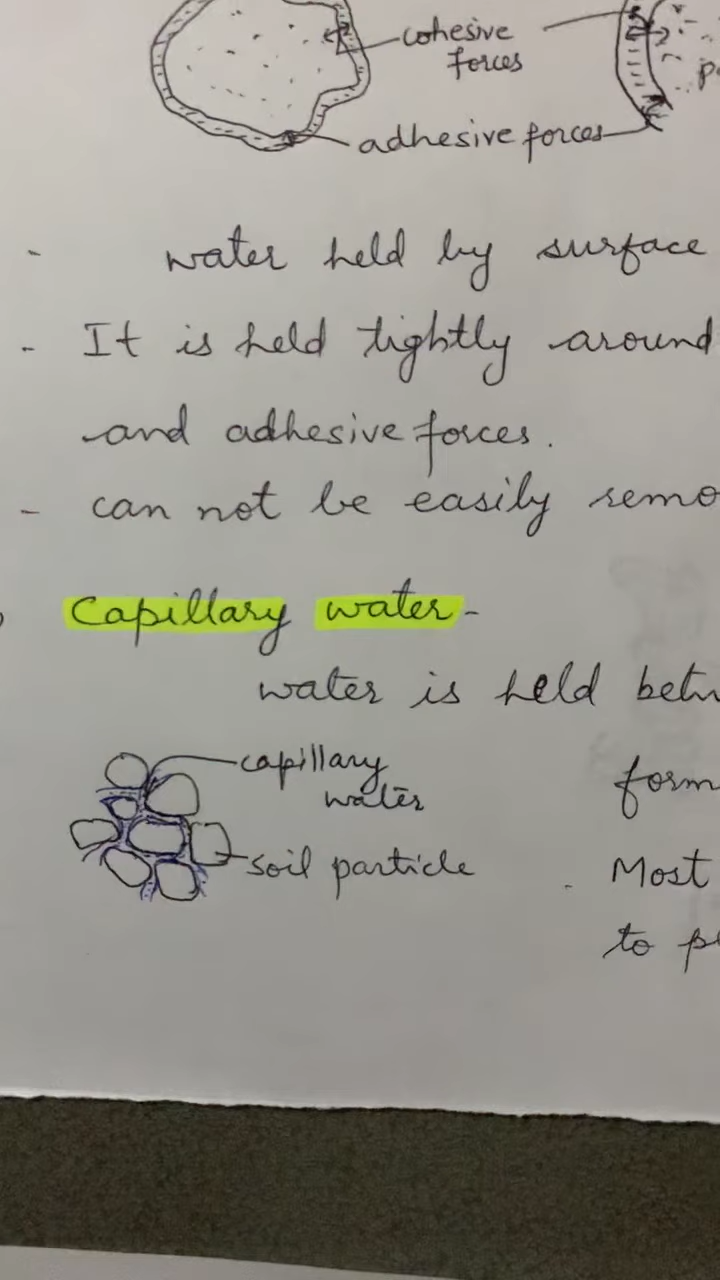 cohesive
forces
adhesive forces
- water held by surface
- It is held tightly around
and adhesive forces.
- can not be easily
Capillary water -
water is held
capillary
water
form
soil particle
. Most
to